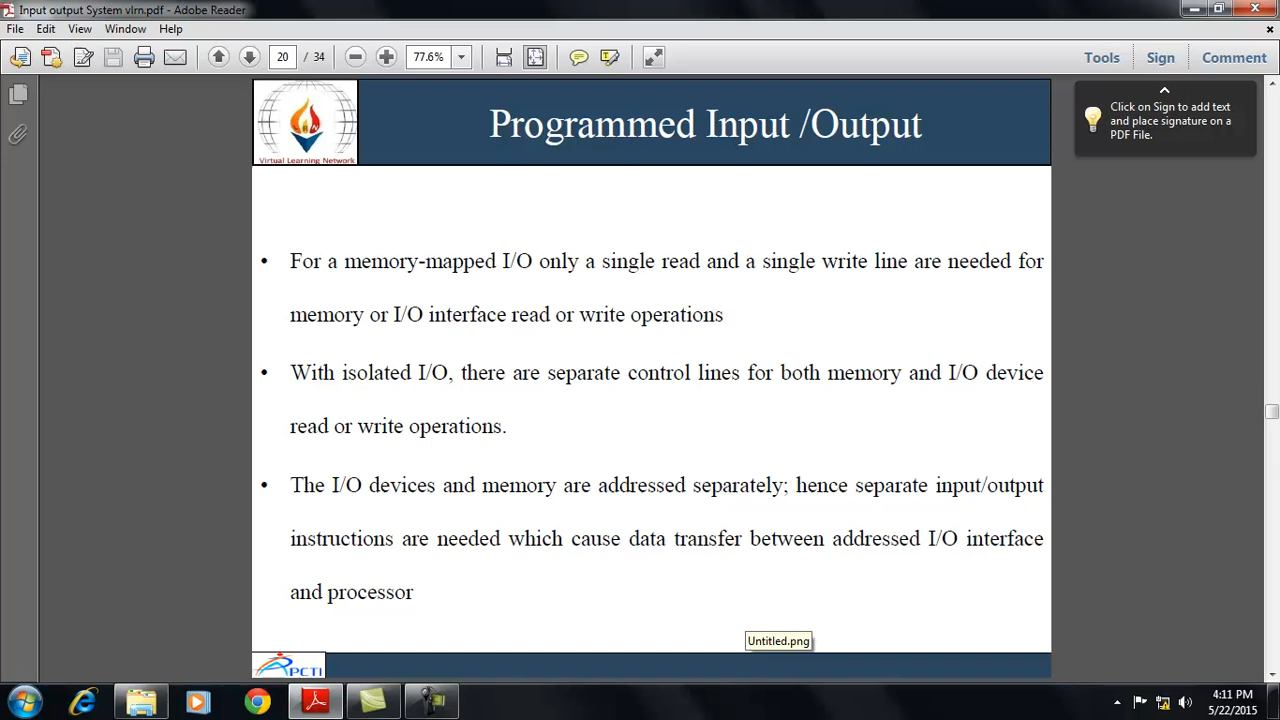 Input output System vlrn.pdf - Adobe Reader
File Edit View Window Help
20 / 34 77.6% Tools Sign Comment
Click on Sign to add text
and place signature on a
PDF File.
Virtual Learning Network
Programmed Input /Output
• For a memory-mapped I/O only a single read and a single write line are needed for
memory or I/O interface read or write operations
• With isolated I/O, there are separate control lines for both memory and I/O device
read or write operations.
• The I/O devices and memory are addressed separately; hence separate input/output
instructions are needed which cause data transfer between addressed I/O interface
and processor
Untitled.png
PCTI
4:11 PM
5/22/2015